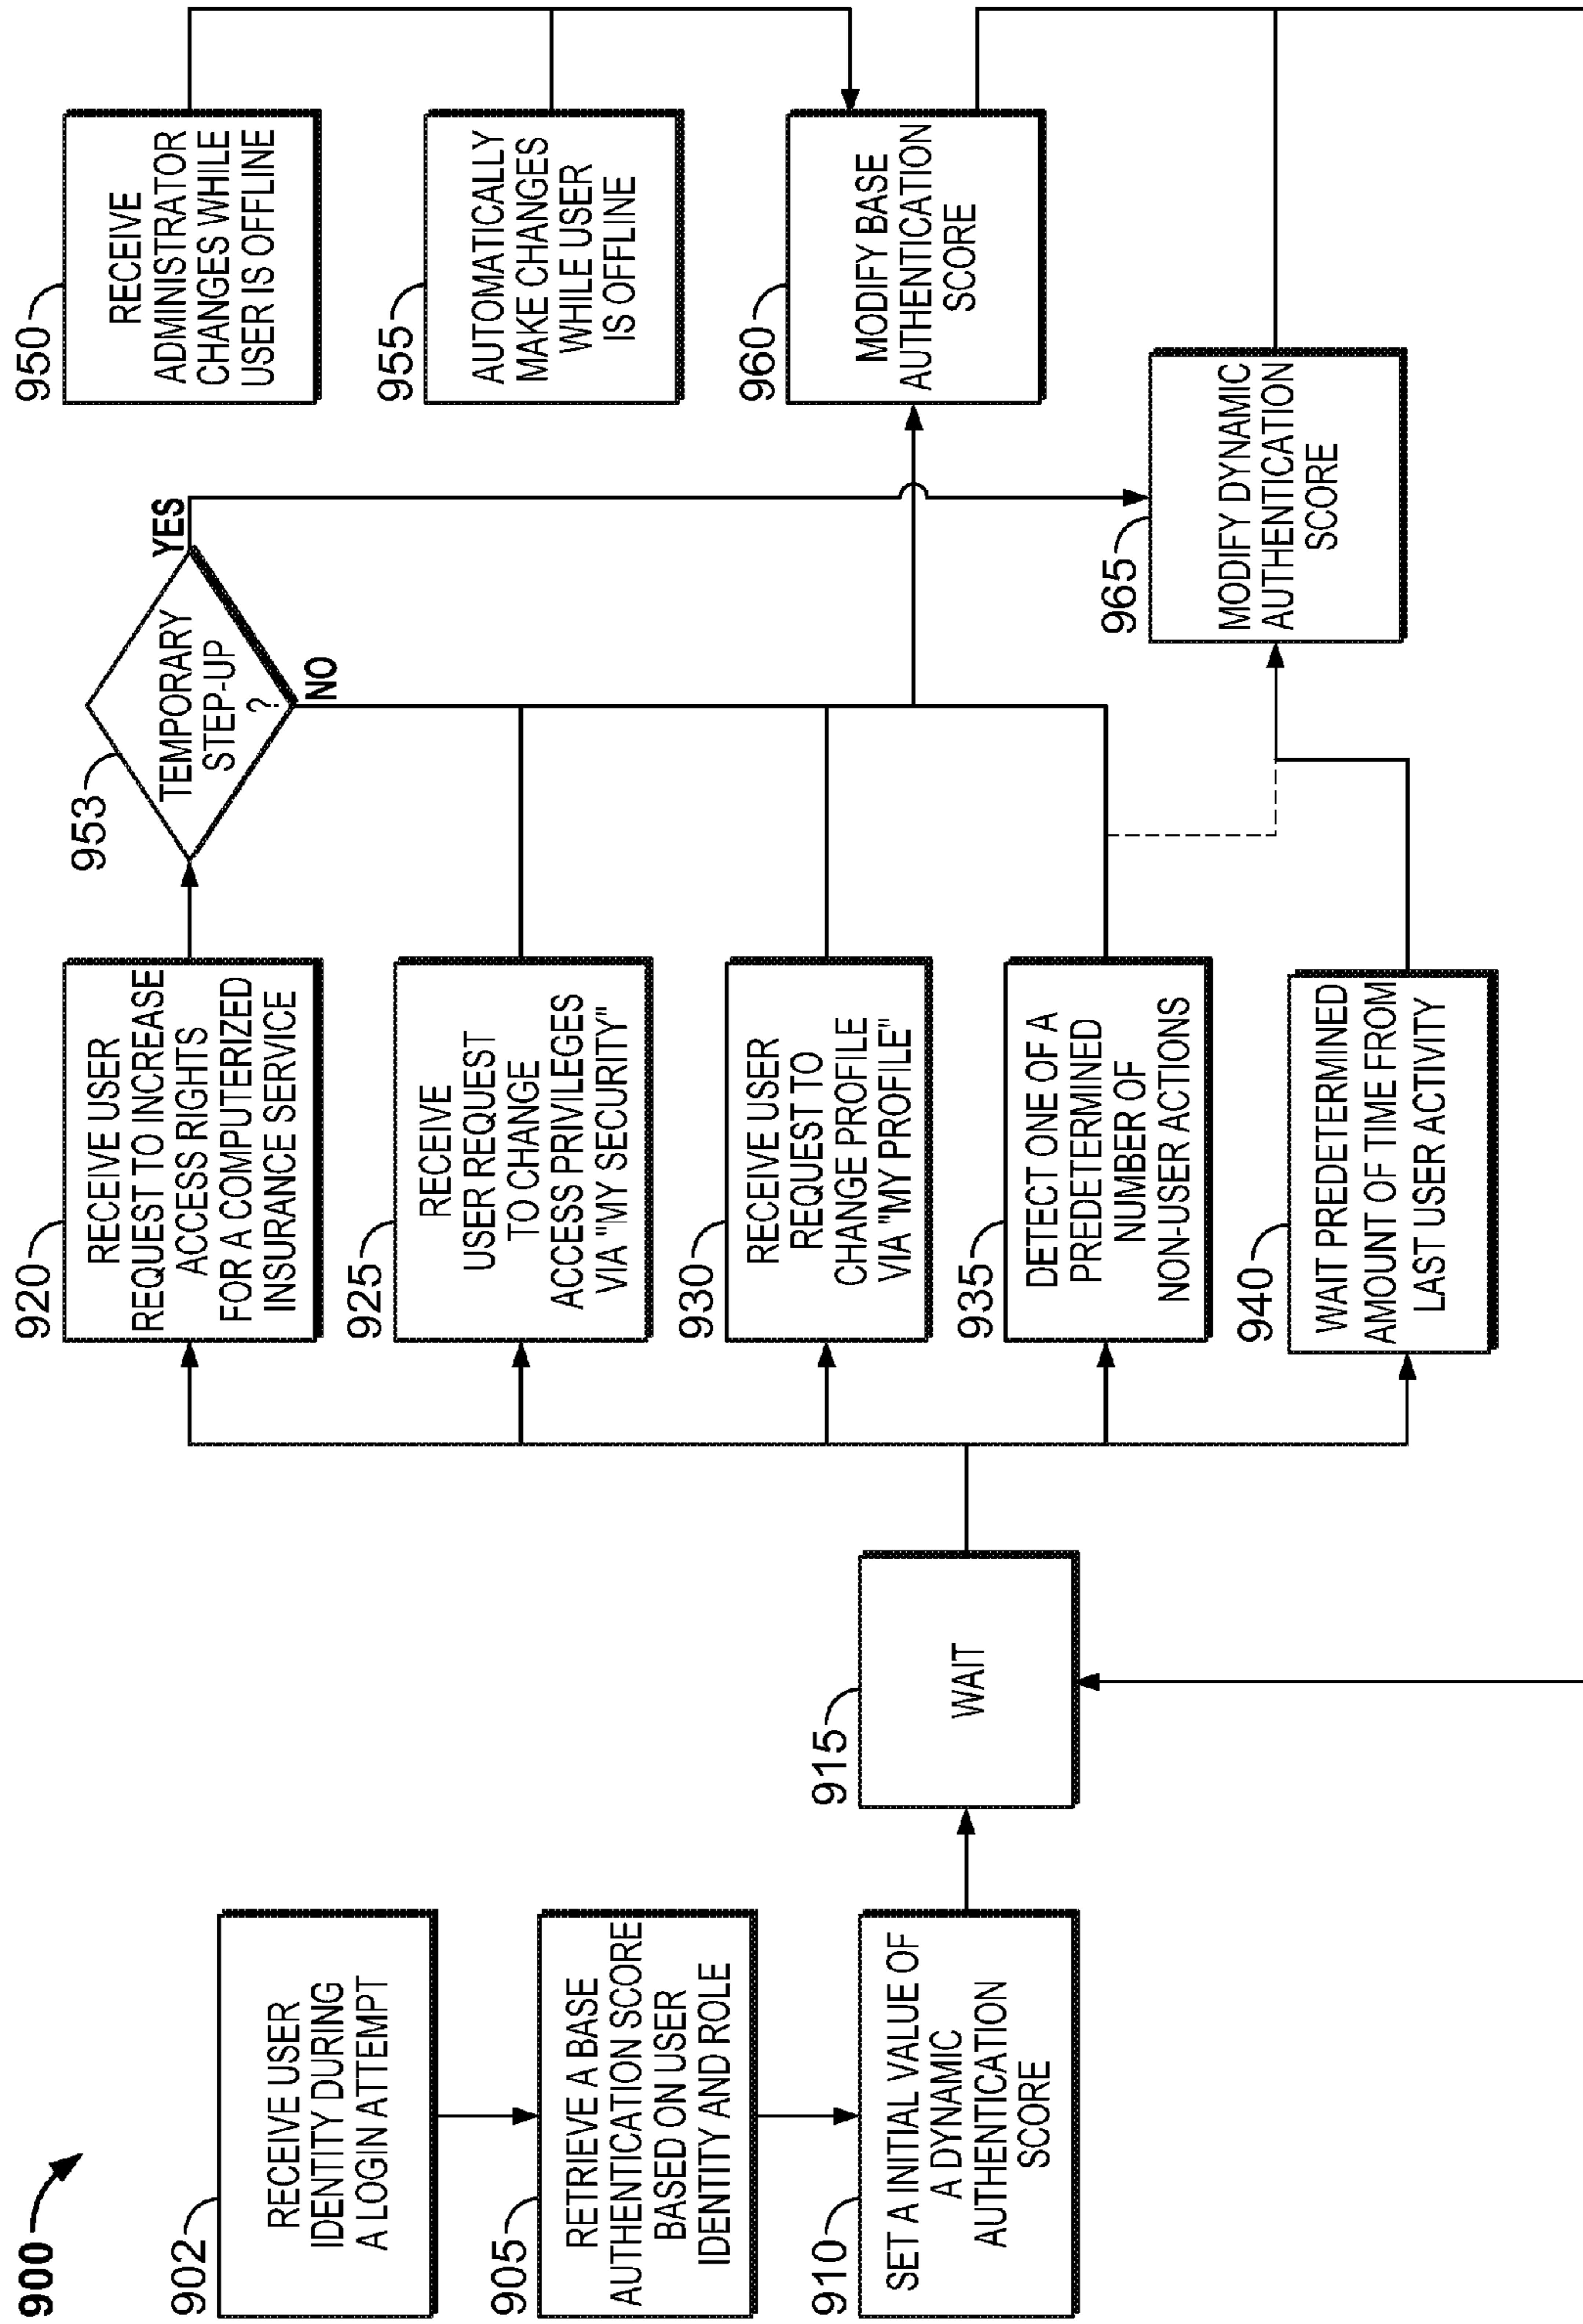 900
902
RECEIVE USER
IDENTITY DURING
A LOGIN ATTEMPT
905
RETRIEVE A BASE
AUTHENTICATION SCORE
BASED ON USER
IDENTITY AND ROLE
910
SET A INITIAL VALUE OF
A DYNAMIC
AUTHENTICATION
SCORE
915
WAIT
920
RECEIVE USER
REQUEST TO INCREASE
ACCESS RIGHTS
FOR A COMPUTERIZED
INSURANCE SERVICE
925
RECEIVE
USER REQUEST
TO CHANGE
ACCESS PRIVILEGES
VIA "MY SECURITY"
930
RECEIVE USER
REQUEST TO
CHANGE PROFILE
VIA "MY PROFILE"
935
DETECT ONE OF A
PREDETERMINED
NUMBER OF
NON-USER ACTIONS
940
WAIT PREDETERMINED
AMOUNT OF TIME FROM
LAST USER ACTIVITY
953
TEMPORARY
STEP-UP
?
YES
NO
950
RECEIVE
ADMINISTRATOR
CHANGES WHILE
USER IS OFFLINE
955
AUTOMATICALLY
MAKE CHANGES
WHILE USER
IS OFFLINE
960
MODIFY BASE
AUTHENTICATION
SCORE
965
MODIFY DYNAMIC
AUTHENTICATION
SCORE